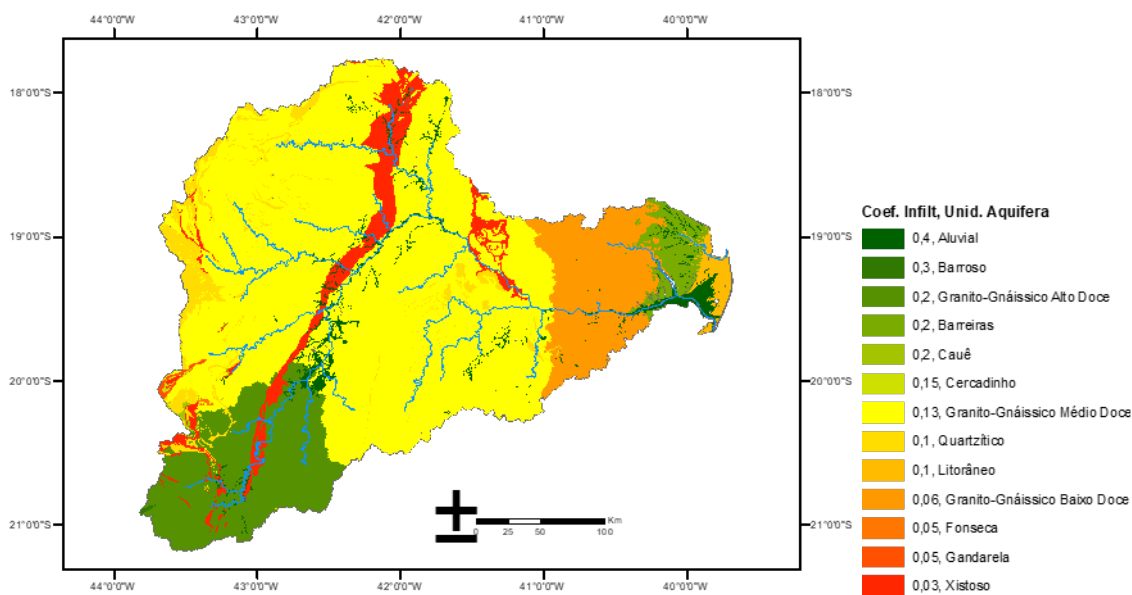 44°0'0"W 43°0'0"W 42°0'0"W 41°0'0"W 40°0'0"W
18°0'0"S 18°0'0"S
19°0'0"S 19°0'0"S
20°0'0"S 20°0'0"S
21°0'0"S 21°0'0"S
Km
0 25 50 100
44°0'0"W 43°0'0"W 42°0'0"W 41°0'0"W 40°0'0"W
Coef. Infilt, Unid. Aquifera
0,4, Aluvial
0,3, Barroso
0,2, Granito-Gnáissico Alto Doce
0,2, Barreiras
0,2, Cauê
0,15, Cercadinho
0,13, Granito-Gnáissico Médio Doce
0,1, Quartzítico
0,1, Litorâneo
0,06, Granito-Gnáissico Baixo Doce
0,05, Fonseca
0,05, Gandarela
0,03, Xistoso